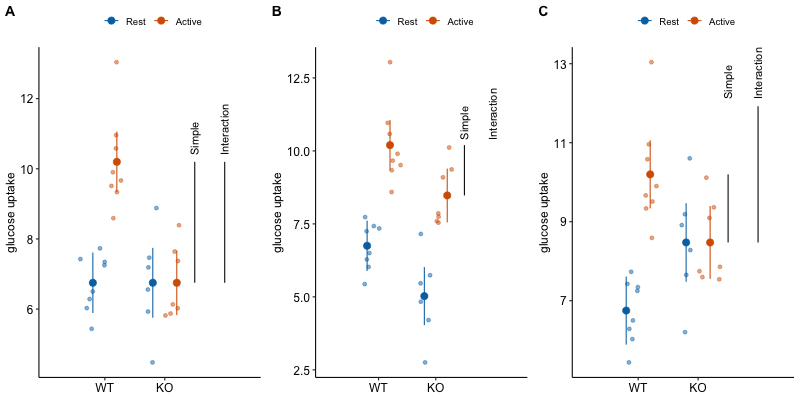 A
Rest Active
glucose uptake
12
10
8
6
Simple
Interaction
WT KO
B
Rest Active
glucose uptake
12.5
10.0
7.5
5.0
2.5
Simple
Interaction
WT KO
C
Rest Active
glucose uptake
13
11
9
7
Simple
Interaction
WT KO